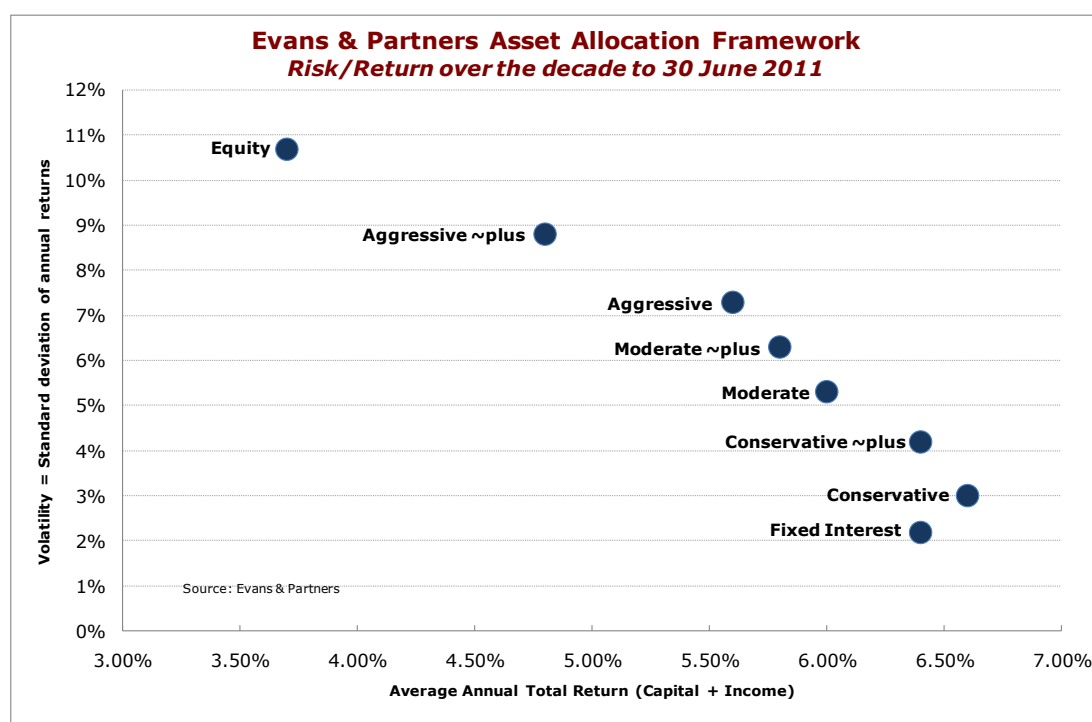 Evans & Partners Asset Allocation Framework
Risk/Return over the decade to 30 June 2011
Volatility = Standard deviation of annual returns
12%
11%
10%
9%
8%
7%
6%
5%
4%
3%
2%
1%
0%
Equity
Aggressive ~plus
Aggressive
Moderate ~plus
Moderate
Conservative ~plus
Conservative
Fixed Interest
Source: Evans & Partners
3.00% 3.50% 4.00% 4.50% 5.00% 5.50% 6.00% 6.50% 7.00%
Average Annual Total Return (Capital + Income)